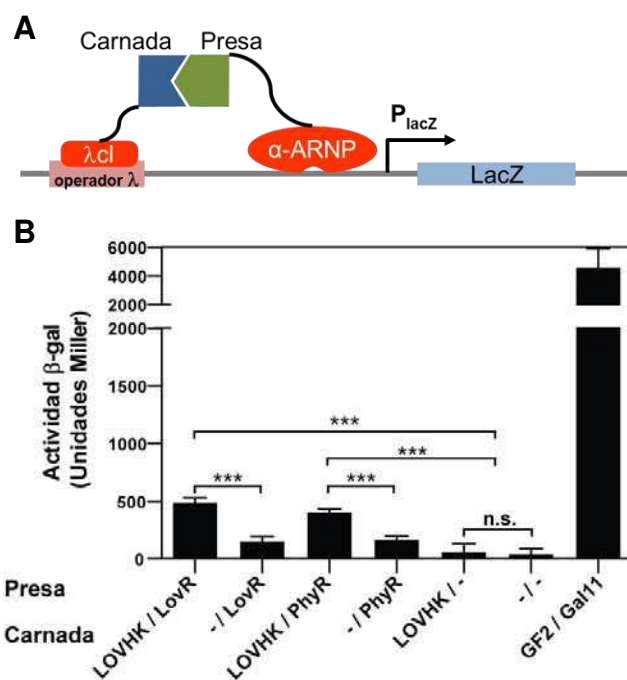 A
Carnada Presa
λcI
operador λ
α-ARNP
PlacZ
LacZ
B
Actividad β-gal
(Unidades Miller)
6000
4000
2000
2000
1500
1000
500
0
***
***
***
***
n.s.
Presa
Carnada
LOVHK / LovR
- / LovR
LOVHK / PhyR
- / PhyR
LOVHK / -
- / -
GF2 / Gal11